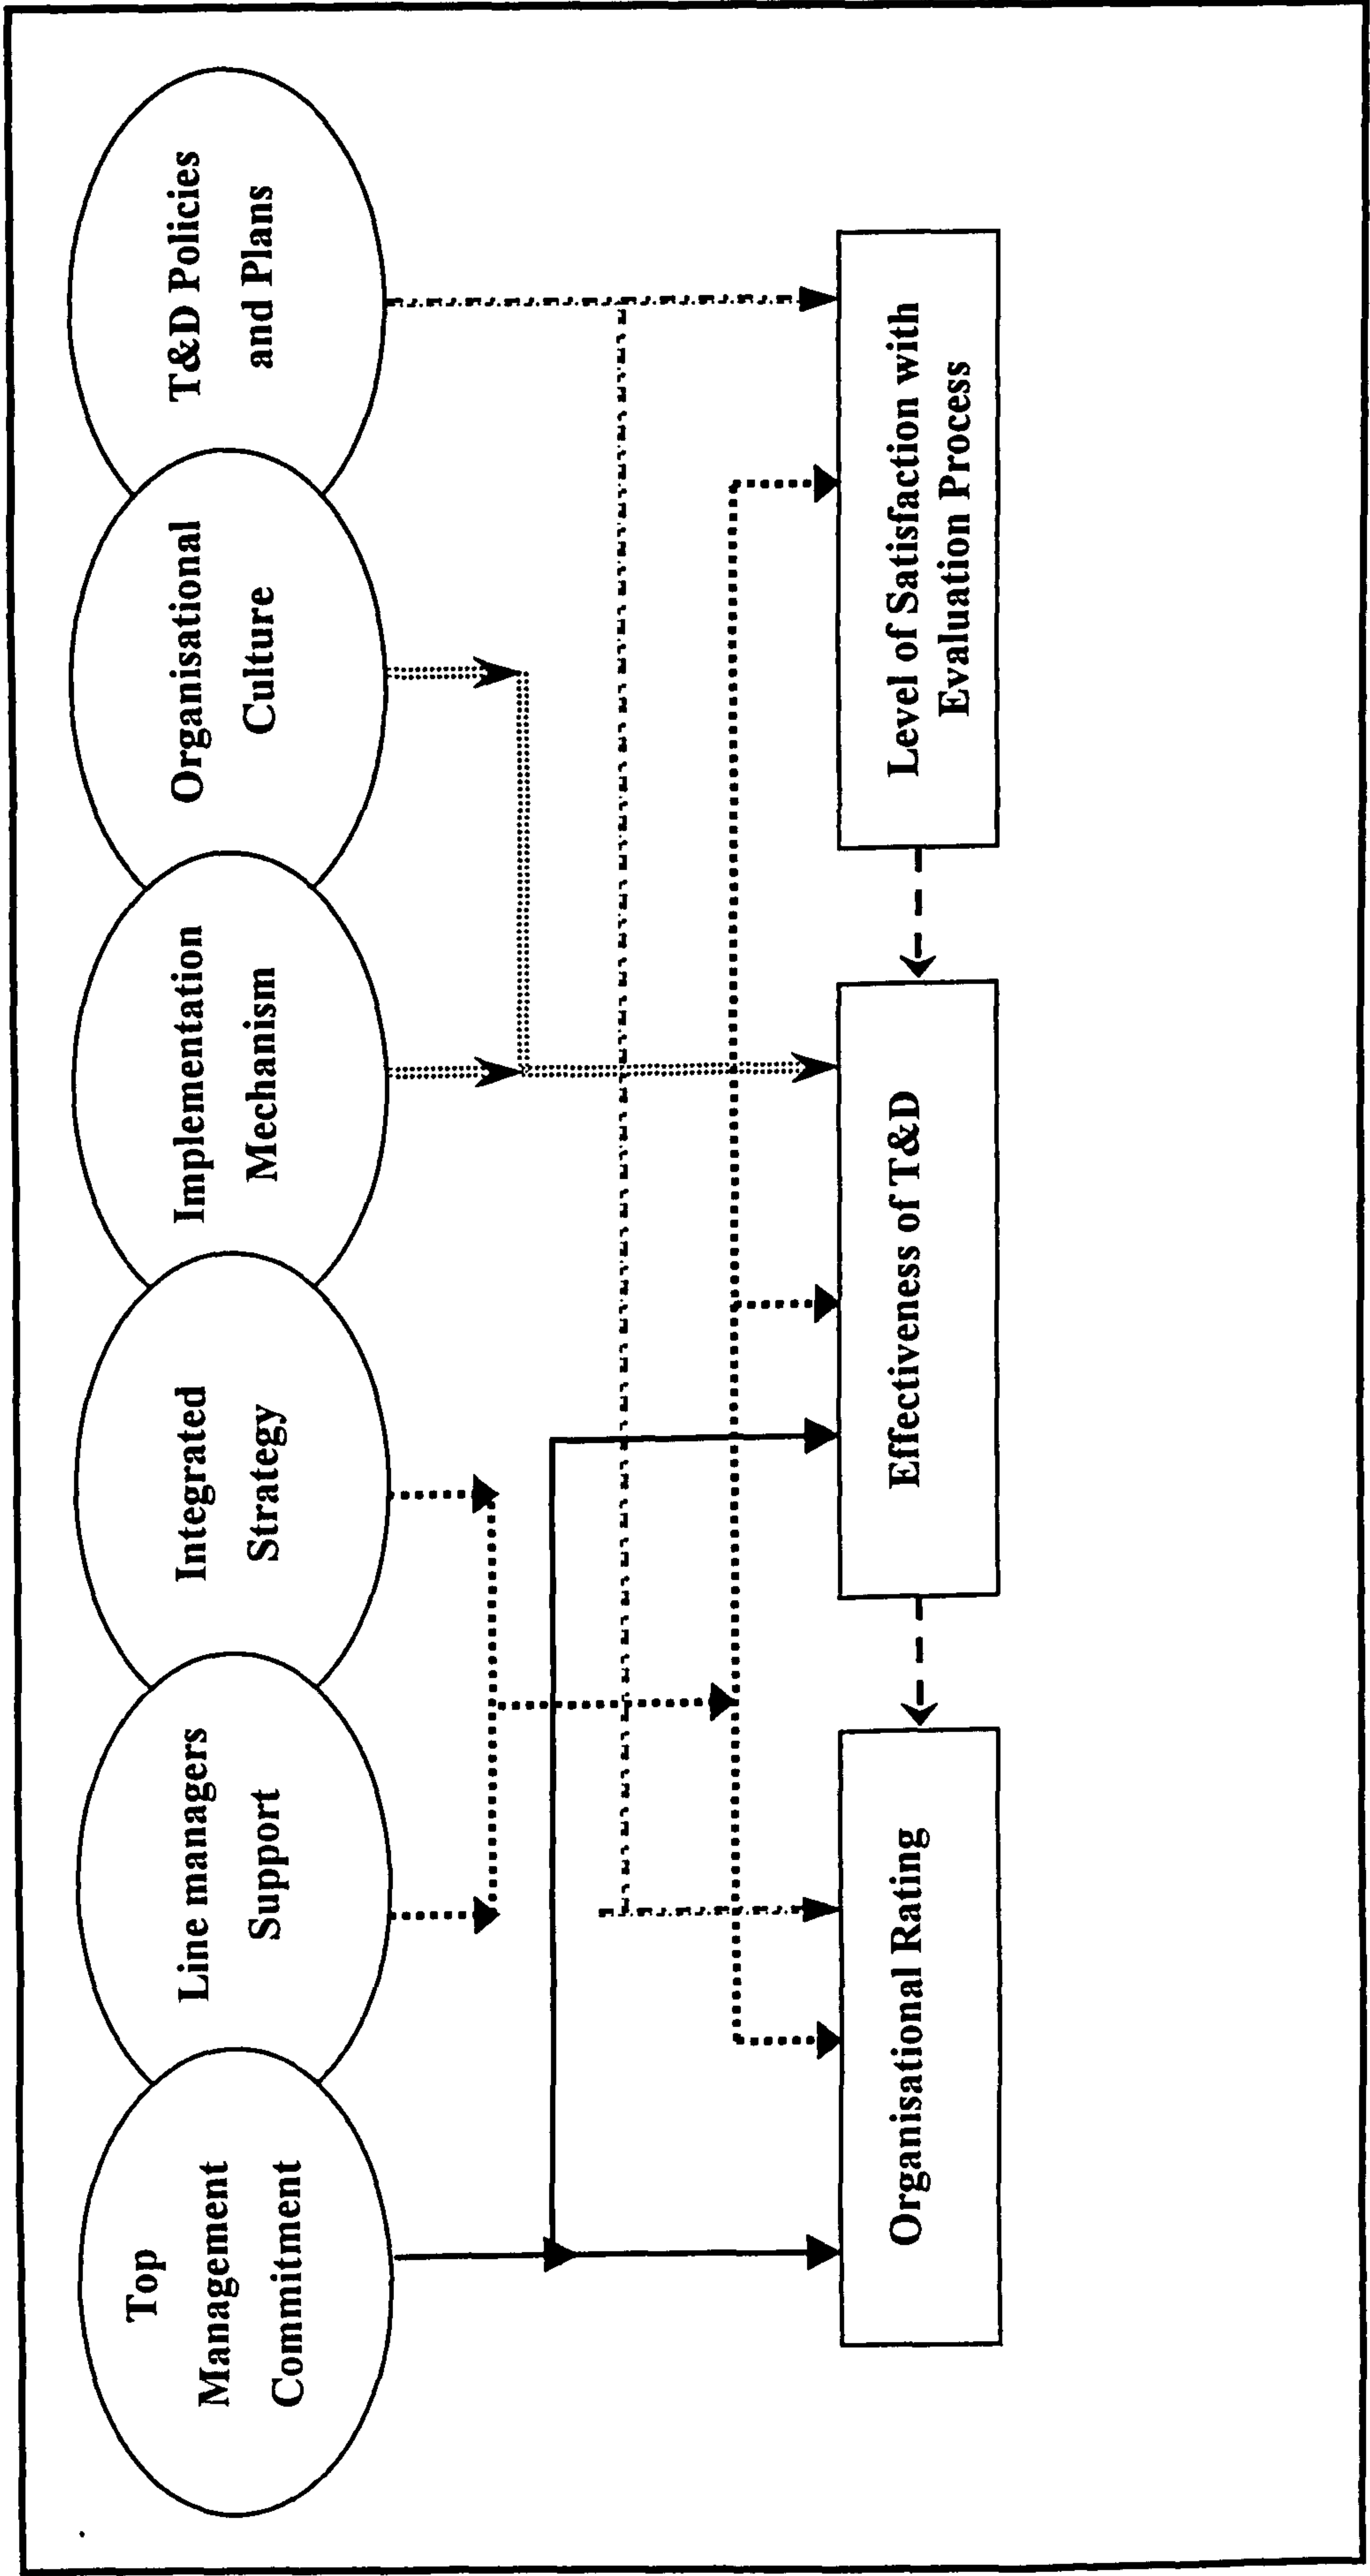 Top
Management
Commitment
Line managers
Support
Integrated
Strategy
Implementation
Mechanism
Organisational
Culture
T&D Policies
and Plans
Organisational Rating
Effectiveness of T&D
Level of Satisfaction with
Evaluation Process